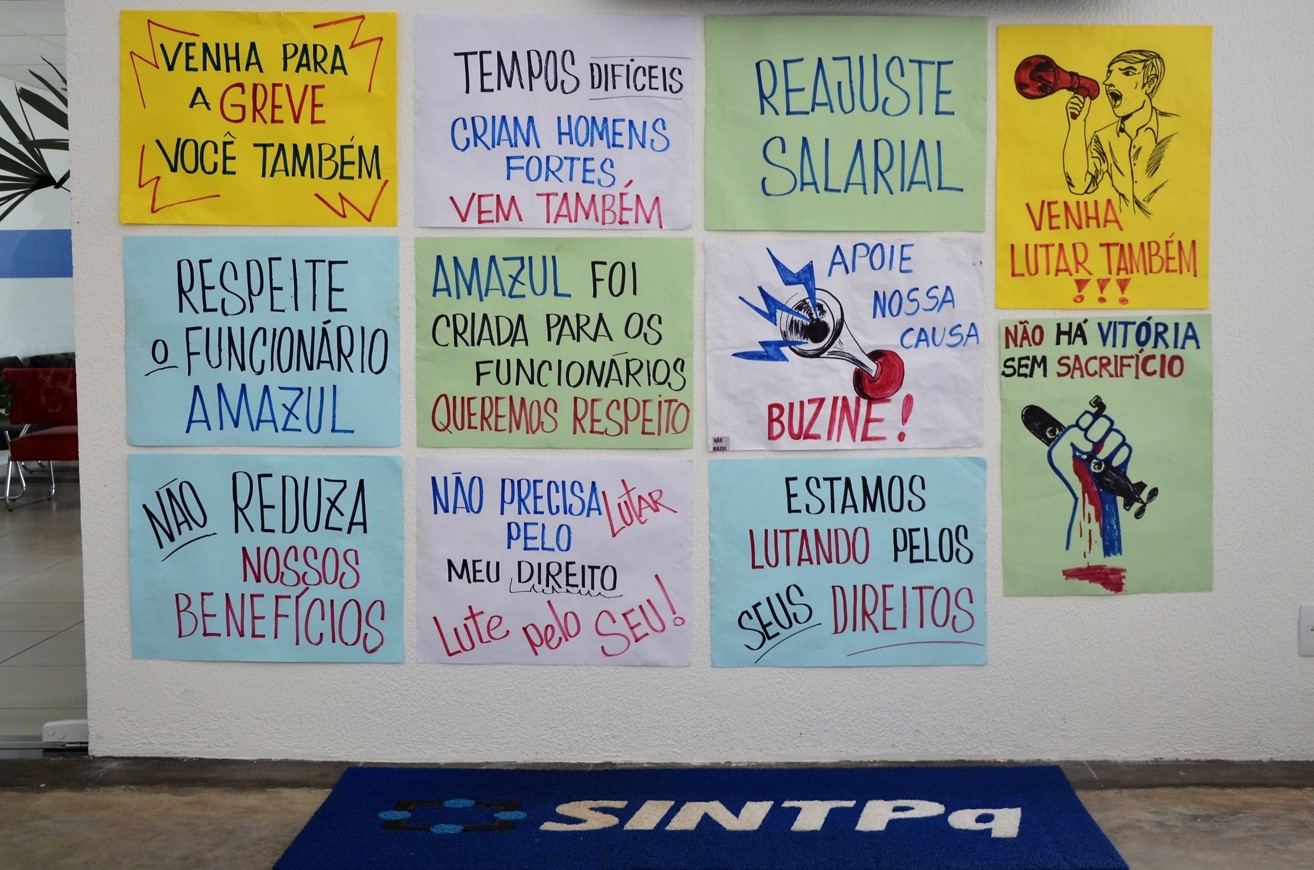 VENHA PARA
A GREVE
VOCÊ TAMBÉM
TEMPOS DIFÍCEIS
CRIAM HOMENS
FORTES
VEM TAMBÉM
REAJUSTE
SALARIAL
VENHA
LUTAR TAMBÉM
!!!
RESPEITE
O FUNCIONÁRIO
AMAZUL
AMAZUL FOI
CRIADA PARA OS
FUNCIONÁRIOS
QUEREMOS RESPEITO
APOIE
NOSSA
CAUSA
BUZINE!
NÃO HÁ VITÓRIA
SEM SACRIFÍCIO
NÃO REDUZA
NOSSOS
BENEFÍCIOS
NÃO PRECISA LUTAR
PELO
MEU DIREITO
Lute pelo SEU!
ESTAMOS
LUTANDO PELOS
SEUS DIREITOS
SINTPq